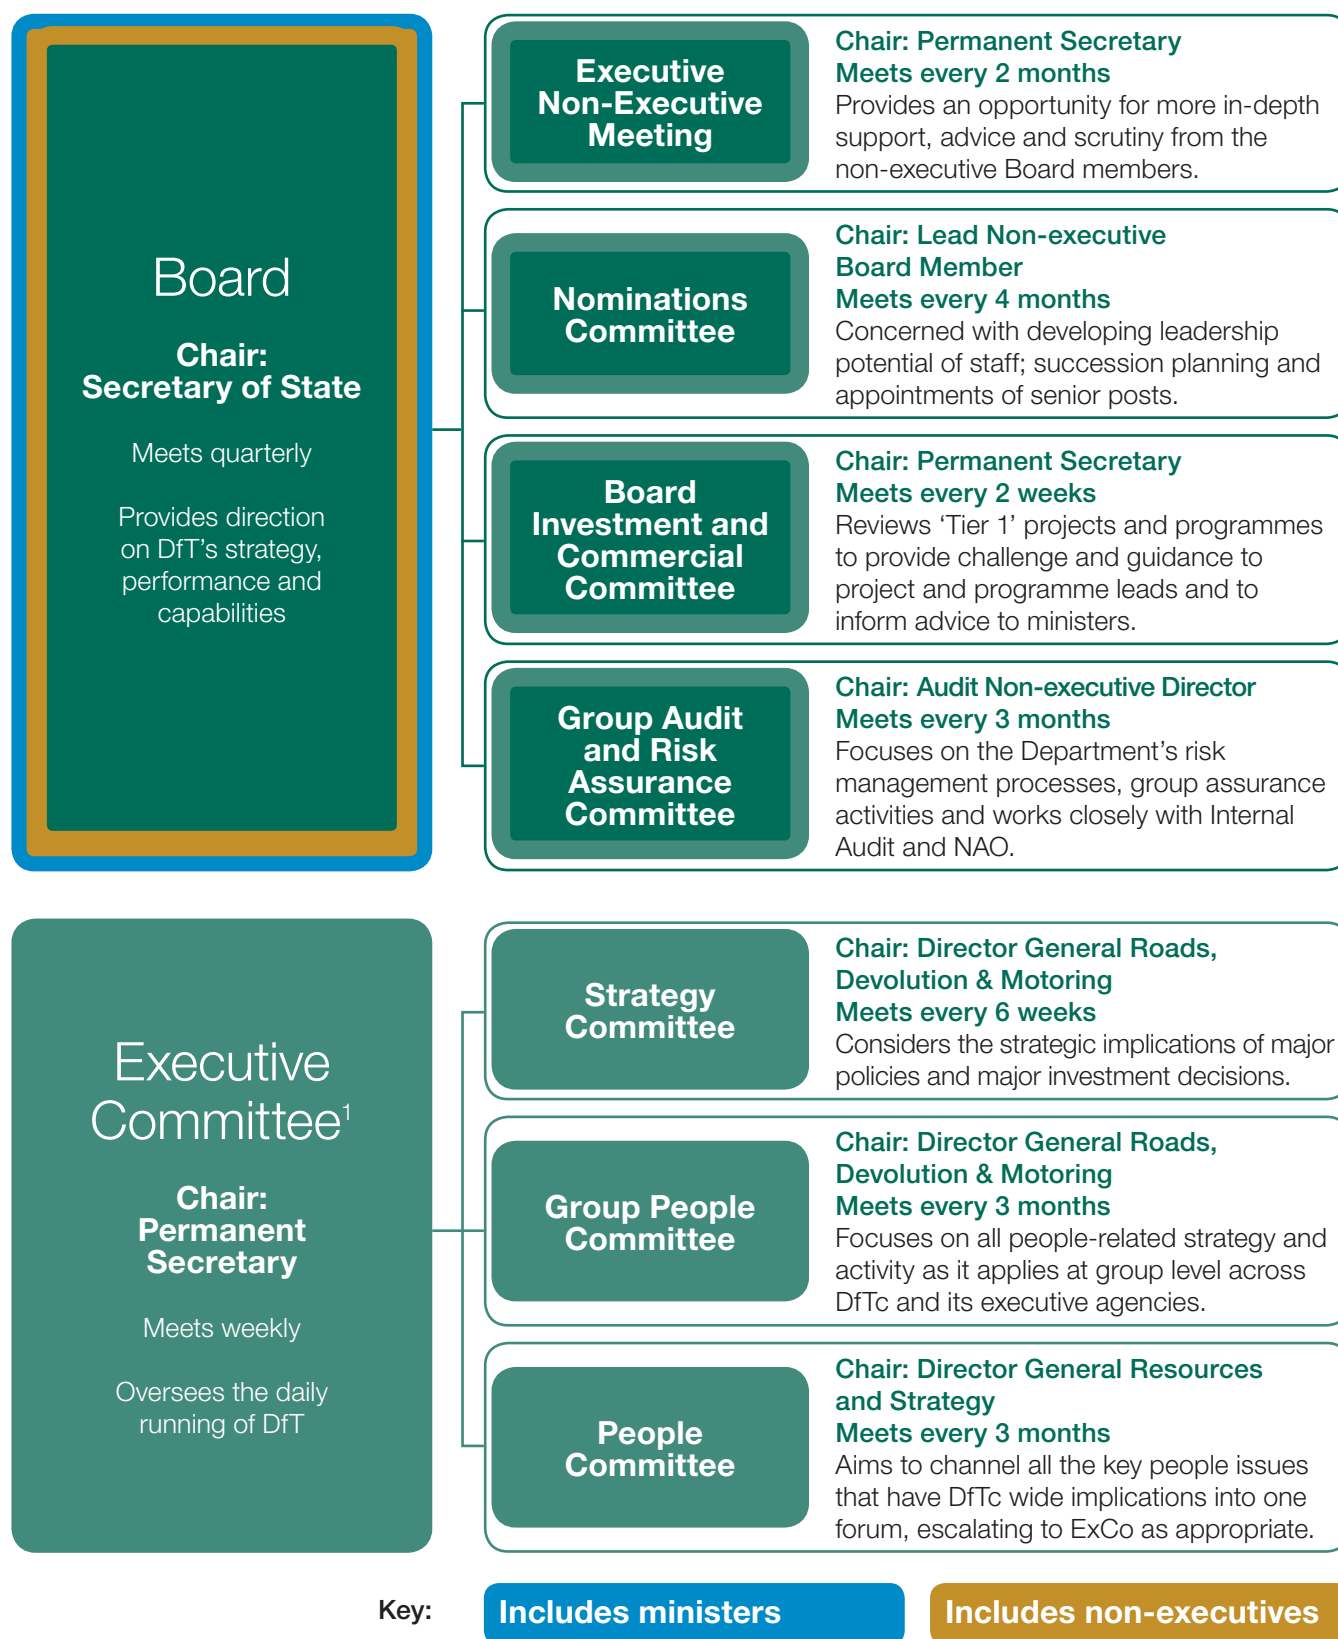 Board
Chair:
Secretary of State
Meets quarterly
Provides direction
on DfT’s strategy,
performance and
capabilities
Executive
Non-Executive
Meeting
Chair: Permanent Secretary
Meets every 2 months
Provides an opportunity for more in-depth
support, advice and scrutiny from the
non-executive Board members.
Nominations
Committee
Chair: Lead Non-executive
Board Member
Meets every 4 months
Concerned with developing leadership
potential of staff; succession planning and
appointments of senior posts.
Board
Investment and
Commercial
Committee
Chair: Permanent Secretary
Meets every 2 weeks
Reviews ‘Tier 1’ projects and programmes
to provide challenge and guidance to
project and programme leads and to
inform advice to ministers.
Group Audit
and Risk
Assurance
Committee
Chair: Audit Non-executive Director
Meets every 3 months
Focuses on the Department’s risk
management processes, group assurance
activities and works closely with Internal
Audit and NAO.
Executive
Committee¹
Chair:
Permanent
Secretary
Meets weekly
Oversees the daily
running of DfT
Strategy
Committee
Chair: Director General Roads,
Devolution & Motoring
Meets every 6 weeks
Considers the strategic implications of major
policies and major investment decisions.
Group People
Committee
Chair: Director General Roads,
Devolution & Motoring
Meets every 3 months
Focuses on all people-related strategy and
activity as it applies at group level across
DfTc and its executive agencies.
People
Committee
Chair: Director General Resources
and Strategy
Meets every 3 months
Aims to channel all the key people issues
that have DfTc wide implications into one
forum, escalating to ExCo as appropriate.
Key:
Includes ministers
Includes non-executives